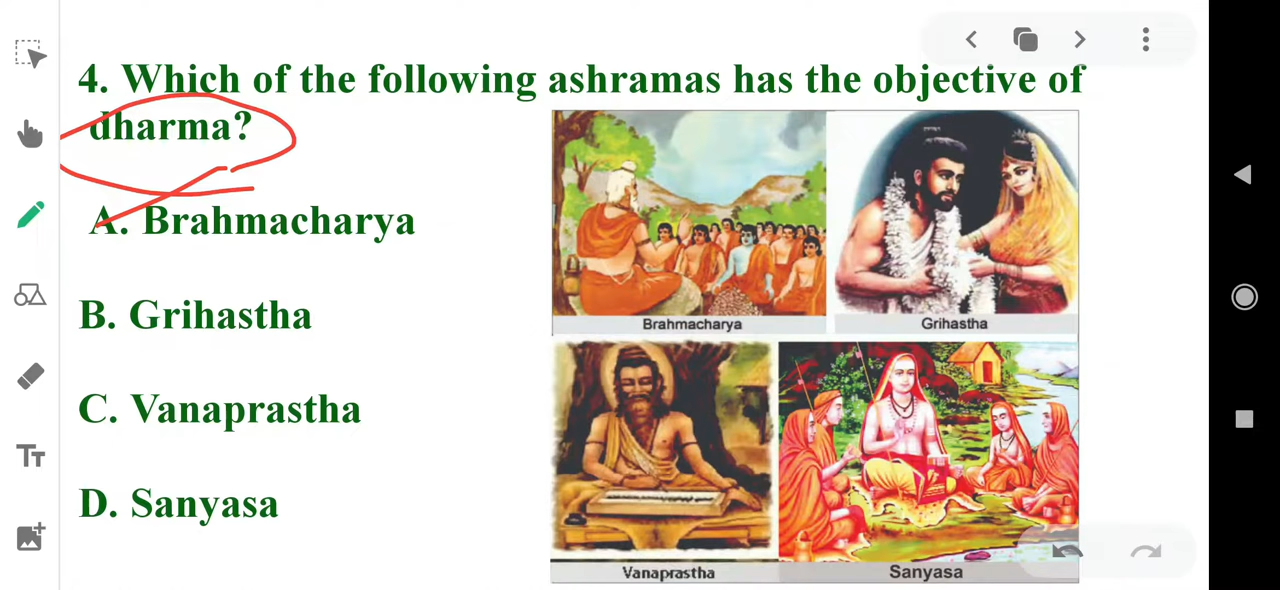 4. Which of the following ashramas has the objective of
dharma?
A. Brahmacharya
B. Grihastha
C. Vanaprastha
D. Sanyasa
Brahmacharya
Grihastha
Vanaprastha
Sanyasa
Tт